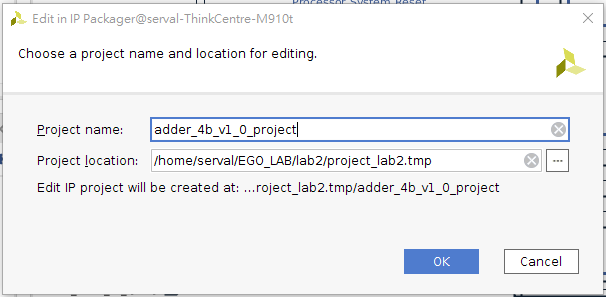 Processor System Reset
Edit in IP Packager@serval-ThinkCentre-M910t
Choose a project name and location for editing.
Project name: adder_4b_v1_0_project
Project location: /home/serval/EGO_LAB/lab2/project_lab2.tmp
Edit IP project will be created at: ...roject_lab2.tmp/adder_4b_v1_0_project
OK Cancel